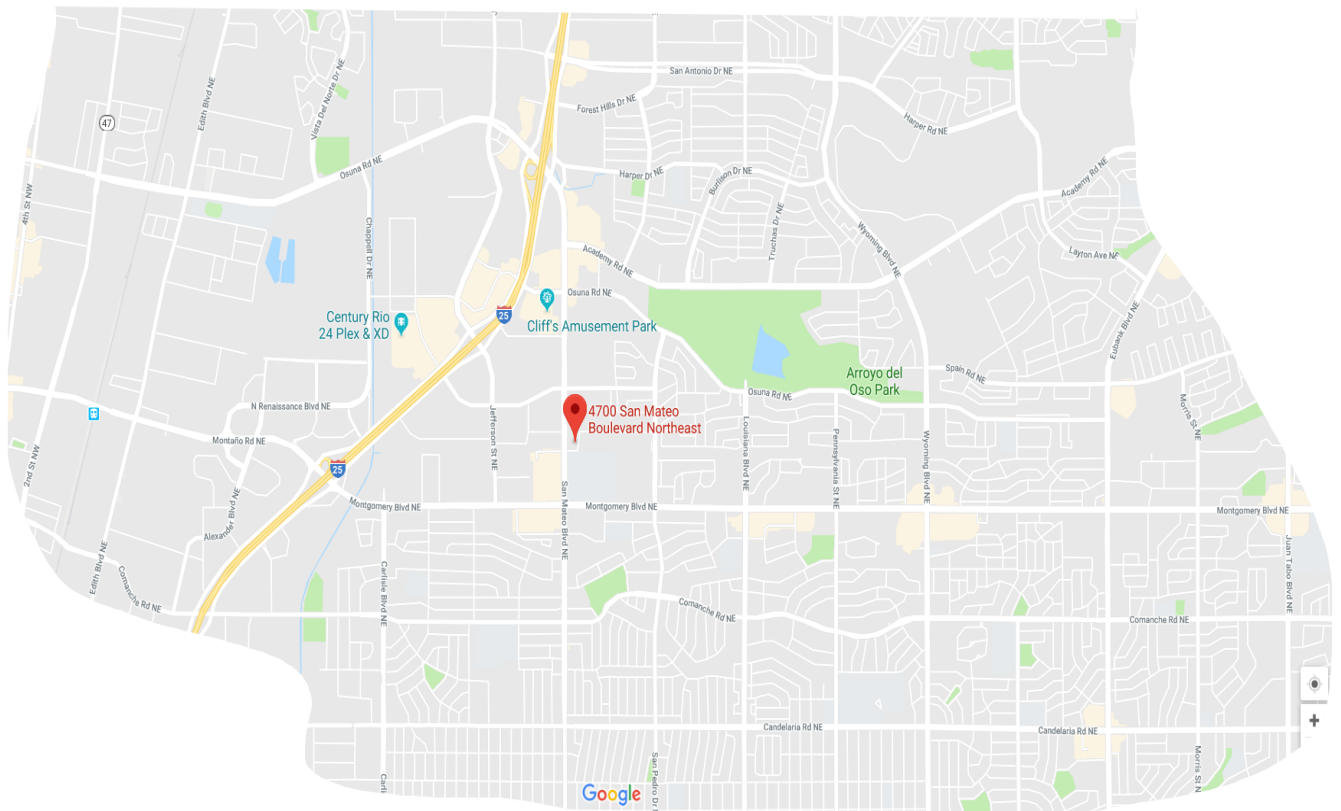 San Antonio Dr NE
Forest Hills Dr NE
Vista Del Norte Dr NE
Edith Blvd NE
47
Harper Rd NE
Osuna Rd NE
Harper Dr NE
Burlison Dr NE
Academy Rd NE
4th St NW
Chappell Dr NE
Truchas Dr NE
Wyoming Blvd NE
Academy Rd NE
Layton Ave NE
Osuna Rd NE
25
Century Rio
24 Plex & XD
Cliff's Amusement Park
Eubank Blvd NE
Arroyo del
Oso Park
Spain Rd NE
Osuna Rd NE
N Renaissance Blvd NE
Jefferson St NE
4700 San Mateo
Boulevard Northeast
Louisiana Blvd NE
Pennsylvania St NE
Wyoming Blvd NE
Morris St NE
Montaño Rd NE
25
2nd St NW
Alexander Blvd NE
Montgomery Blvd NE
San Mateo Blvd NE
Montgomery Blvd NE
Montgomery Blvd NE
Juan Tabo Blvd NE
Edith Blvd NE
Comanche Rd NE
Carlisle Blvd NE
Comanche Rd NE
Comanche Rd NE
Candelaria Rd NE
Candelaria Rd NE
+
Carli
San Pedro Dr
Morris St N
Google